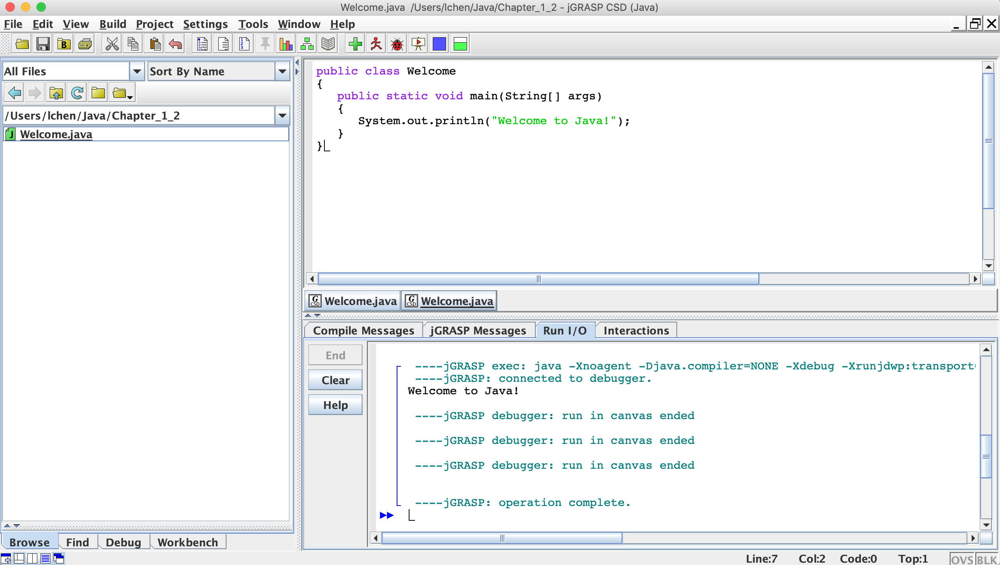 Welcome.java /Users/lchen/Java/Chapter_1_2 - jGRASP CSD (Java)
File Edit View Build Project Settings Tools Window Help
B
1
2
3
All Files
Sort By Name
/Users/lchen/Java/Chapter_1_2
J Welcome.java
public class Welcome
{
   public static void main(String[] args)
   {
      System.out.println("Welcome to Java!");
   }
}
G CSD Welcome.java
G CSD Welcome.java
Compile Messages jGRASP Messages Run I/O Interactions
End
Clear
Help
----jGRASP exec: java -Xnoagent -Djava.compiler=NONE -Xdebug -Xrunjdwp:transport=
----jGRASP: connected to debugger.
Welcome to Java!
----jGRASP debugger: run in canvas ended
----jGRASP debugger: run in canvas ended
----jGRASP debugger: run in canvas ended
----jGRASP: operation complete.
Browse Find Debug Workbench
Line:7 Col:2 Code:0 Top:1 OVS BLK